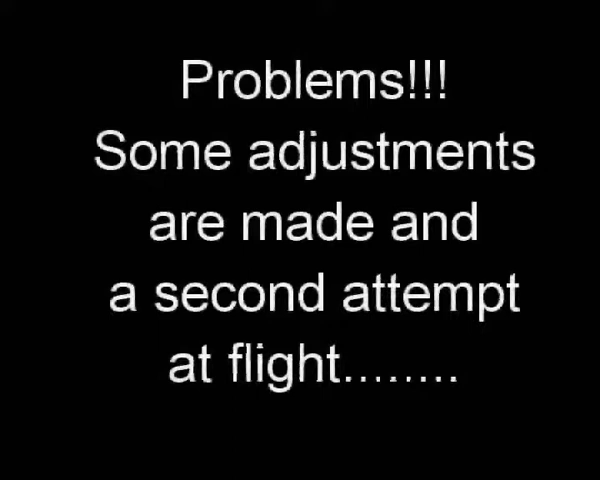 Problems!!!
Some adjustments
are made and
a second attempt
at flight........